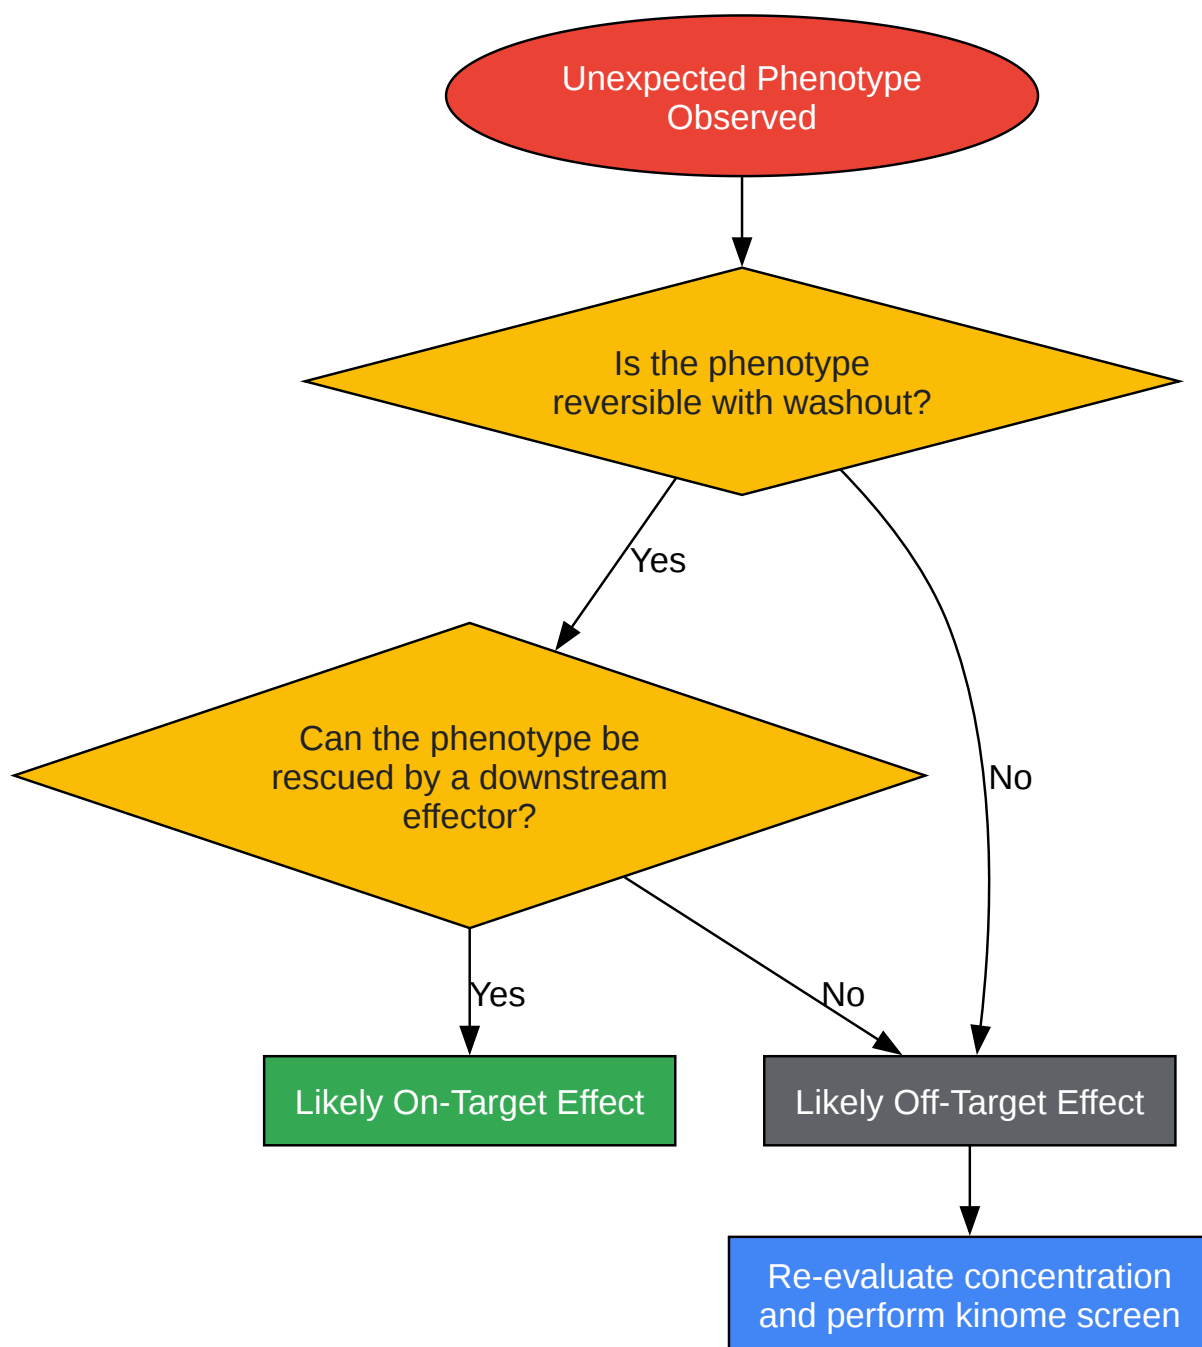 Unexpected Phenotype
Observed
Is the phenotype
reversible with washout?
Yes
Can the phenotype be
rescued by a downstream
effector?
No
Yes
No
Likely On-Target Effect
Likely Off-Target Effect
Re-evaluate concentration
and perform kinome screen